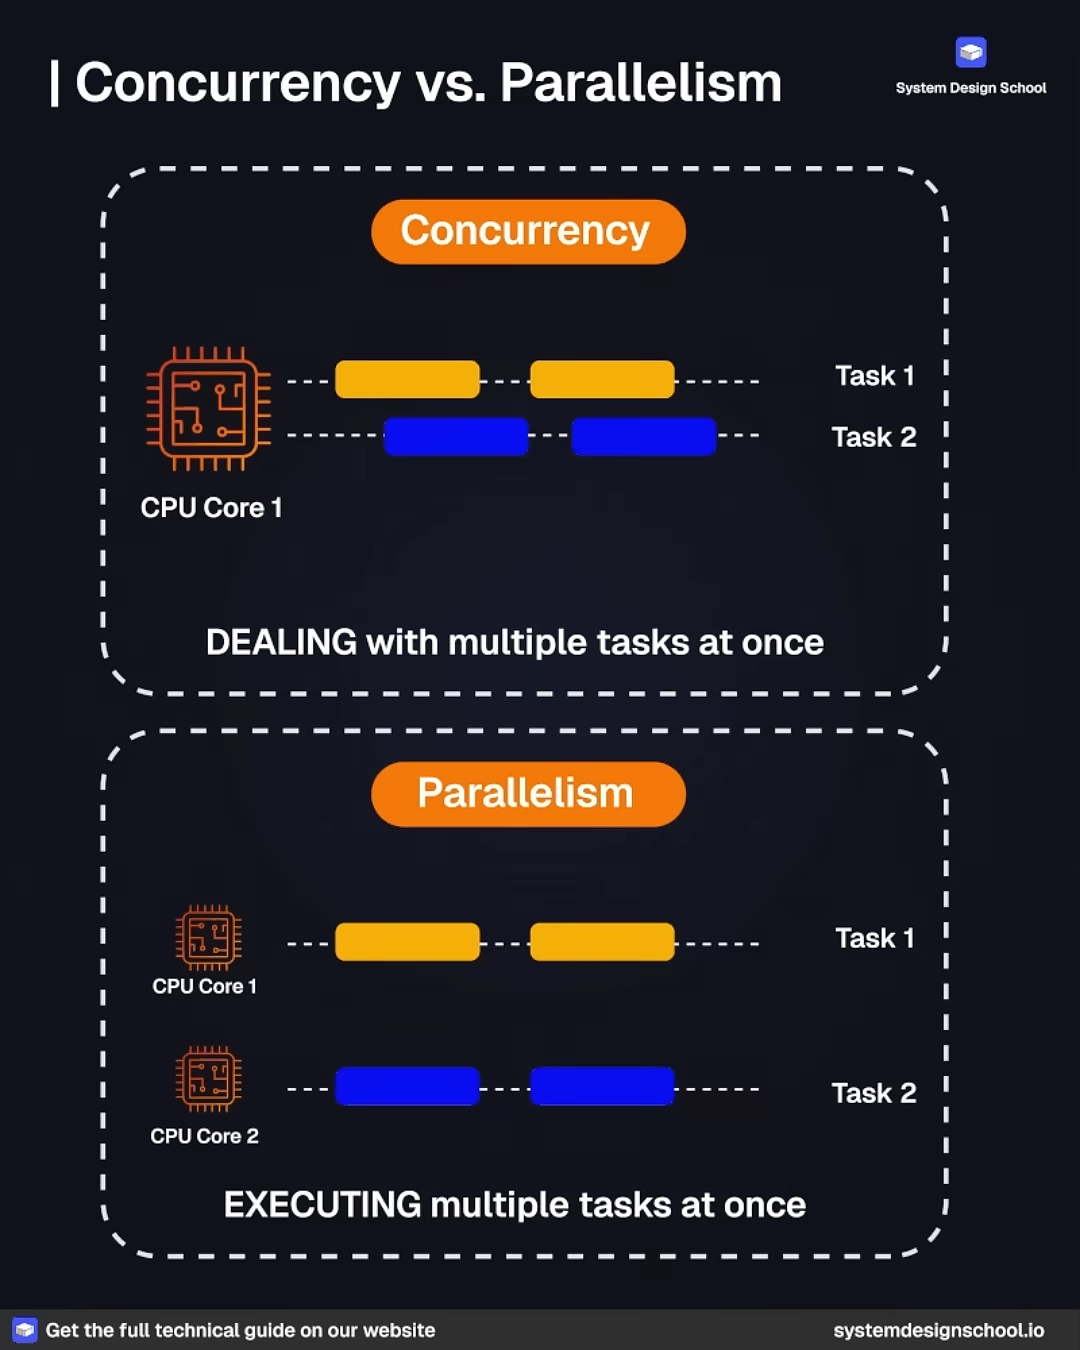 | Concurrency vs. Parallelism
System Design School
Concurrency
Task 1
Task 2
CPU Core 1
DEALING with multiple tasks at once
Parallelism
Task 1
CPU Core 1
Task 2
CPU Core 2
EXECUTING multiple tasks at once
Get the full technical guide on our website
systemdesignschool.io